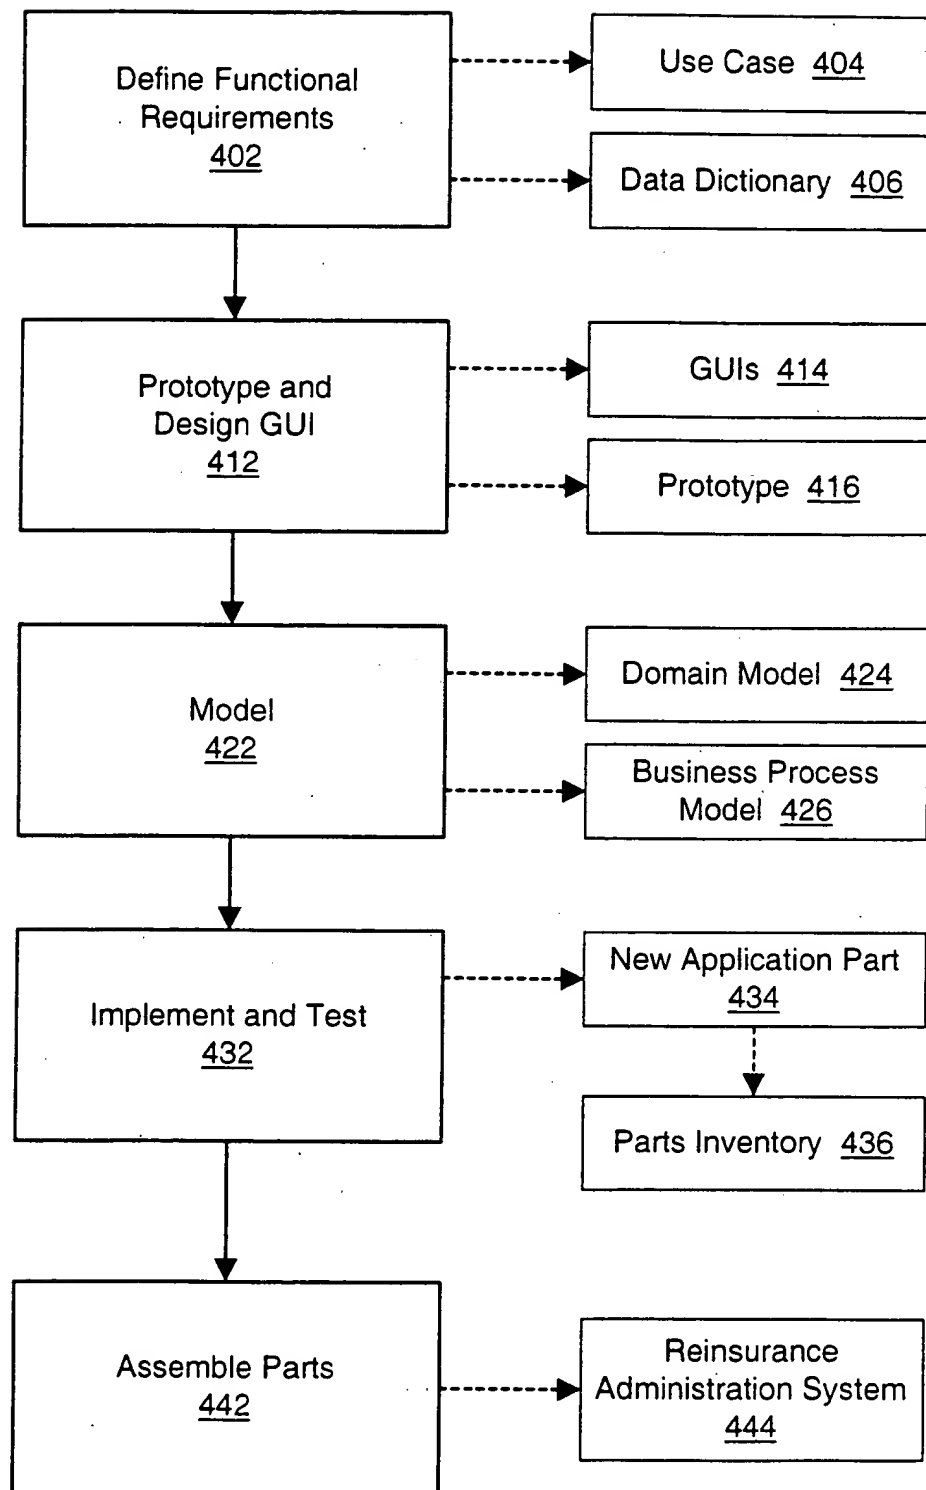 Define Functional
Requirements
402
Use Case 404
Data Dictionary 406
Prototype and
Design GUI
412
GUIs 414
Prototype 416
Model
422
Domain Model 424
Business Process
Model 426
Implement and Test
432
New Application Part
434
Parts Inventory 436
Assemble Parts
442
Reinsurance
Administration System
444